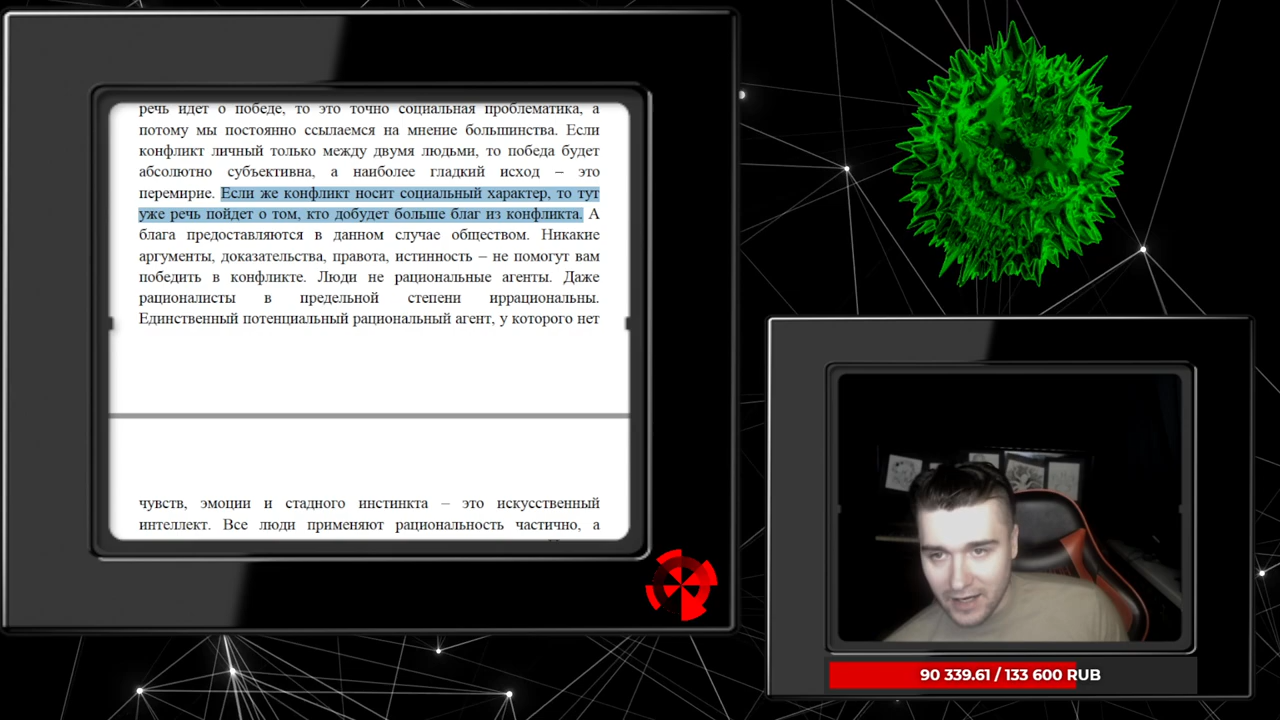 речь идет о победе, то это точно социальная проблематика, а
потому мы постоянно ссылаемся на мнение большинства. Если
конфликт личный только между двумя людьми, то победа будет
абсолютно субъективна, а наиболее гладкий исход – это
перемирие. Если же конфликт носит социальный характер, то тут
уже речь пойдет о том, кто добудет больше благ из конфликта. А
блага предоставляются в данном случае обществом. Никакие
аргументы, доказательства, правота, истинность – не помогут вам
победить в конфликте. Люди не рациональные агенты. Даже
рационалисты в предельной степени иррациональны.
Единственный потенциальный рациональный агент, у которого нет
чувств, эмоции и стадного инстинкта – это искусственный
интеллект. Все люди применяют рациональность частично, а
90 339.61 / 133 600 RUB